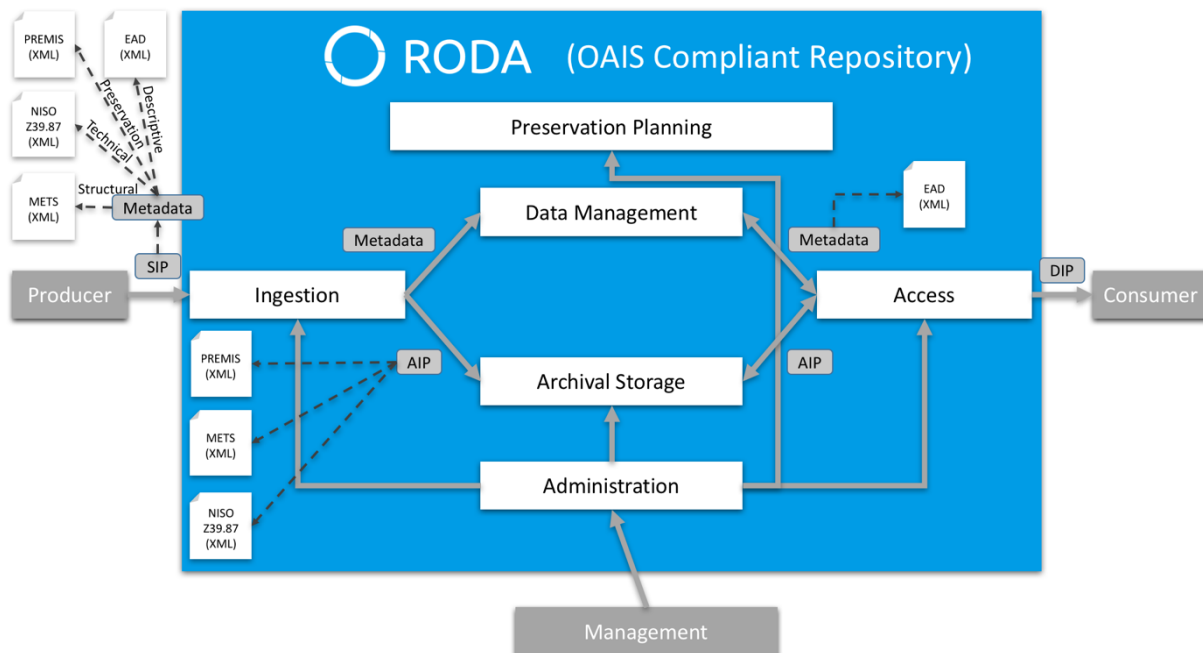 PREMIS
(XML)
EAD
(XML)
RODA (OAIS Compliant Repository)
NISO
Z39.87
(XML)
Descriptive
Preservation
Technical
Preservation Planning
METS
(XML)
Structural
Metadata
Data Management
EAD
(XML)
Metadata
Metadata
SIP
DIP
Producer
Ingestion
Access
Consumer
PREMIS
(XML)
AIP
Archival Storage
AIP
METS
(XML)
Administration
NISO
Z39.87
(XML)
Management